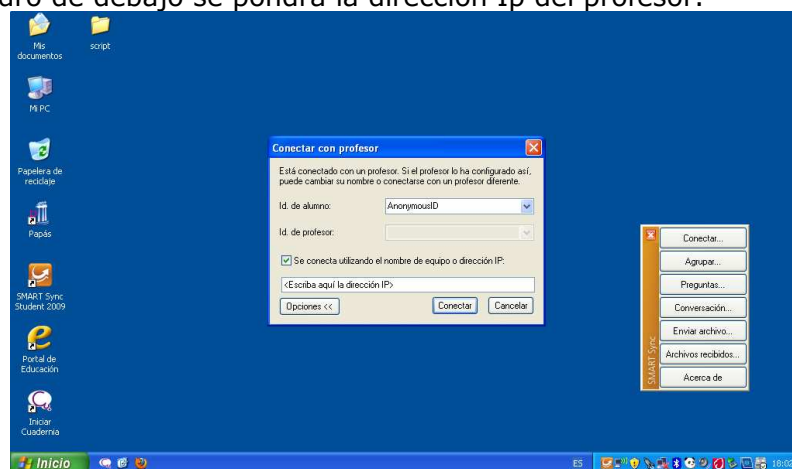 dro de debajo se pondrá la dirección Ip del profesor.
Mis
documentos
script
Mi PC
Papelera de
reciclaje
Papás
SMART Sync
Student 2009
Portal de
Educación
Iniciar
Cuadernia
Conectar con profesor
Está conectado con un profesor. Si el profesor lo ha configurado así,
puede cambiar su nombre o conectarse con un profesor diferente.
Id. de alumno:
AnonymousID
Id. de profesor:
Se conecta utilizando el nombre de equipo o dirección IP:
<Escriba aquí la dirección IP>
Opciones <<
Conectar
Cancelar
SMART Sync
Conectar...
Agrupar...
Preguntas...
Conversación...
Enviar archivo...
Archivos recibidos...
Acerca de
Inicio
ES
18:02